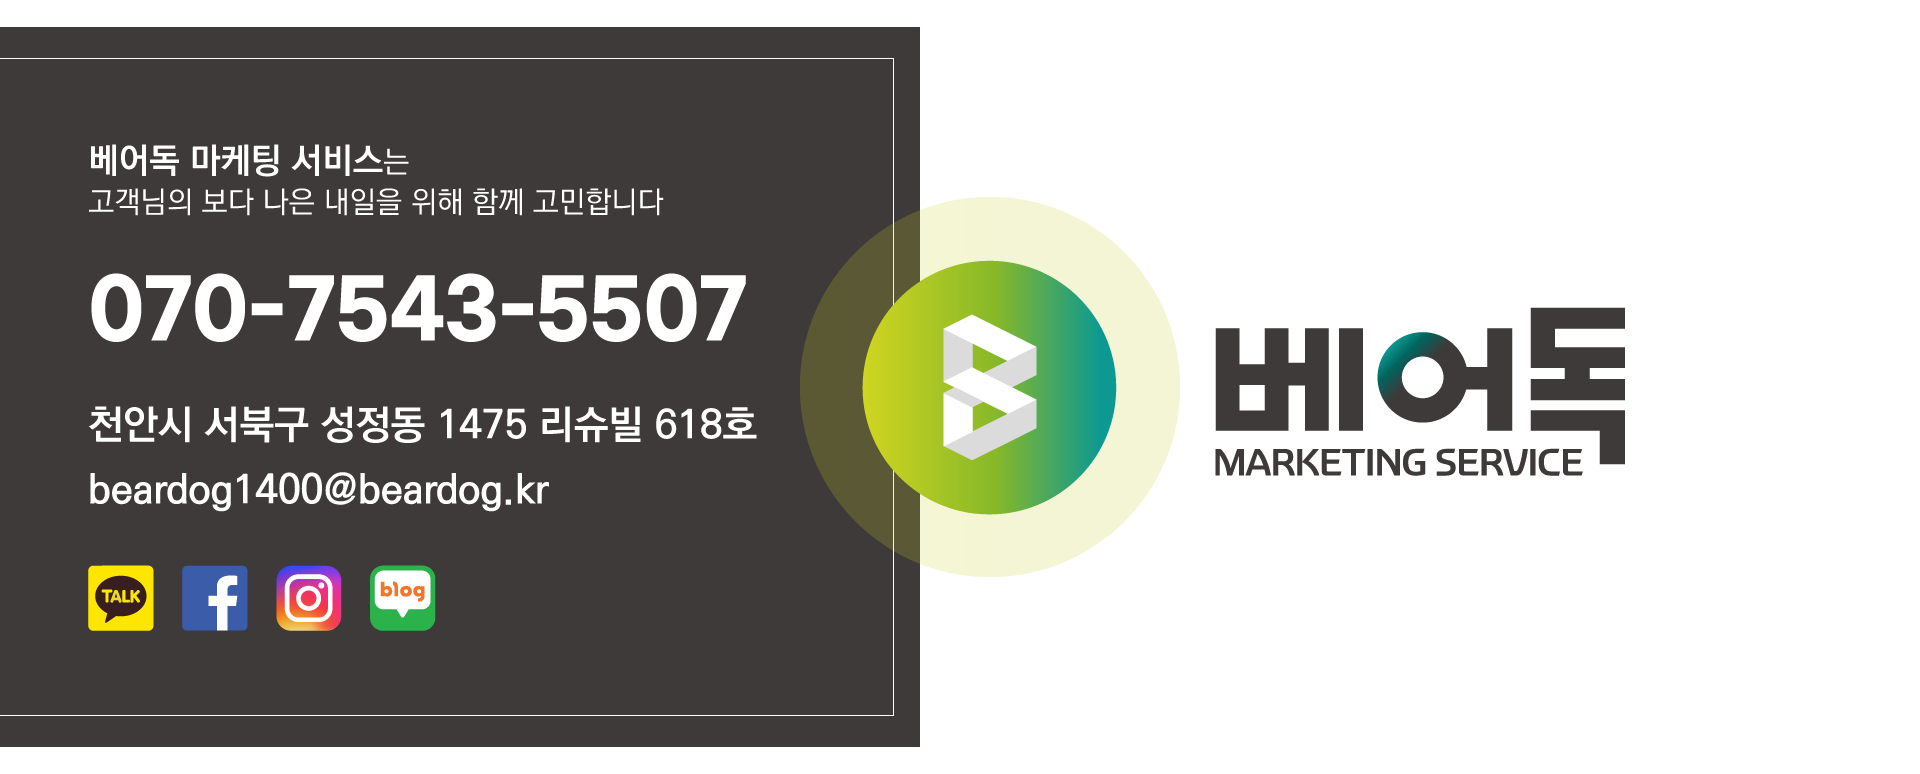 베어독 마케팅 서비스는
고객님의 보다 나은 내일을 위해 함께 고민합니다
070-7543-5507
천안시 서북구 성정동 1475 리슈빌 618호
beardog1400@beardog.kr
TALK
blog
B
베어독
MARKETING SERVICE